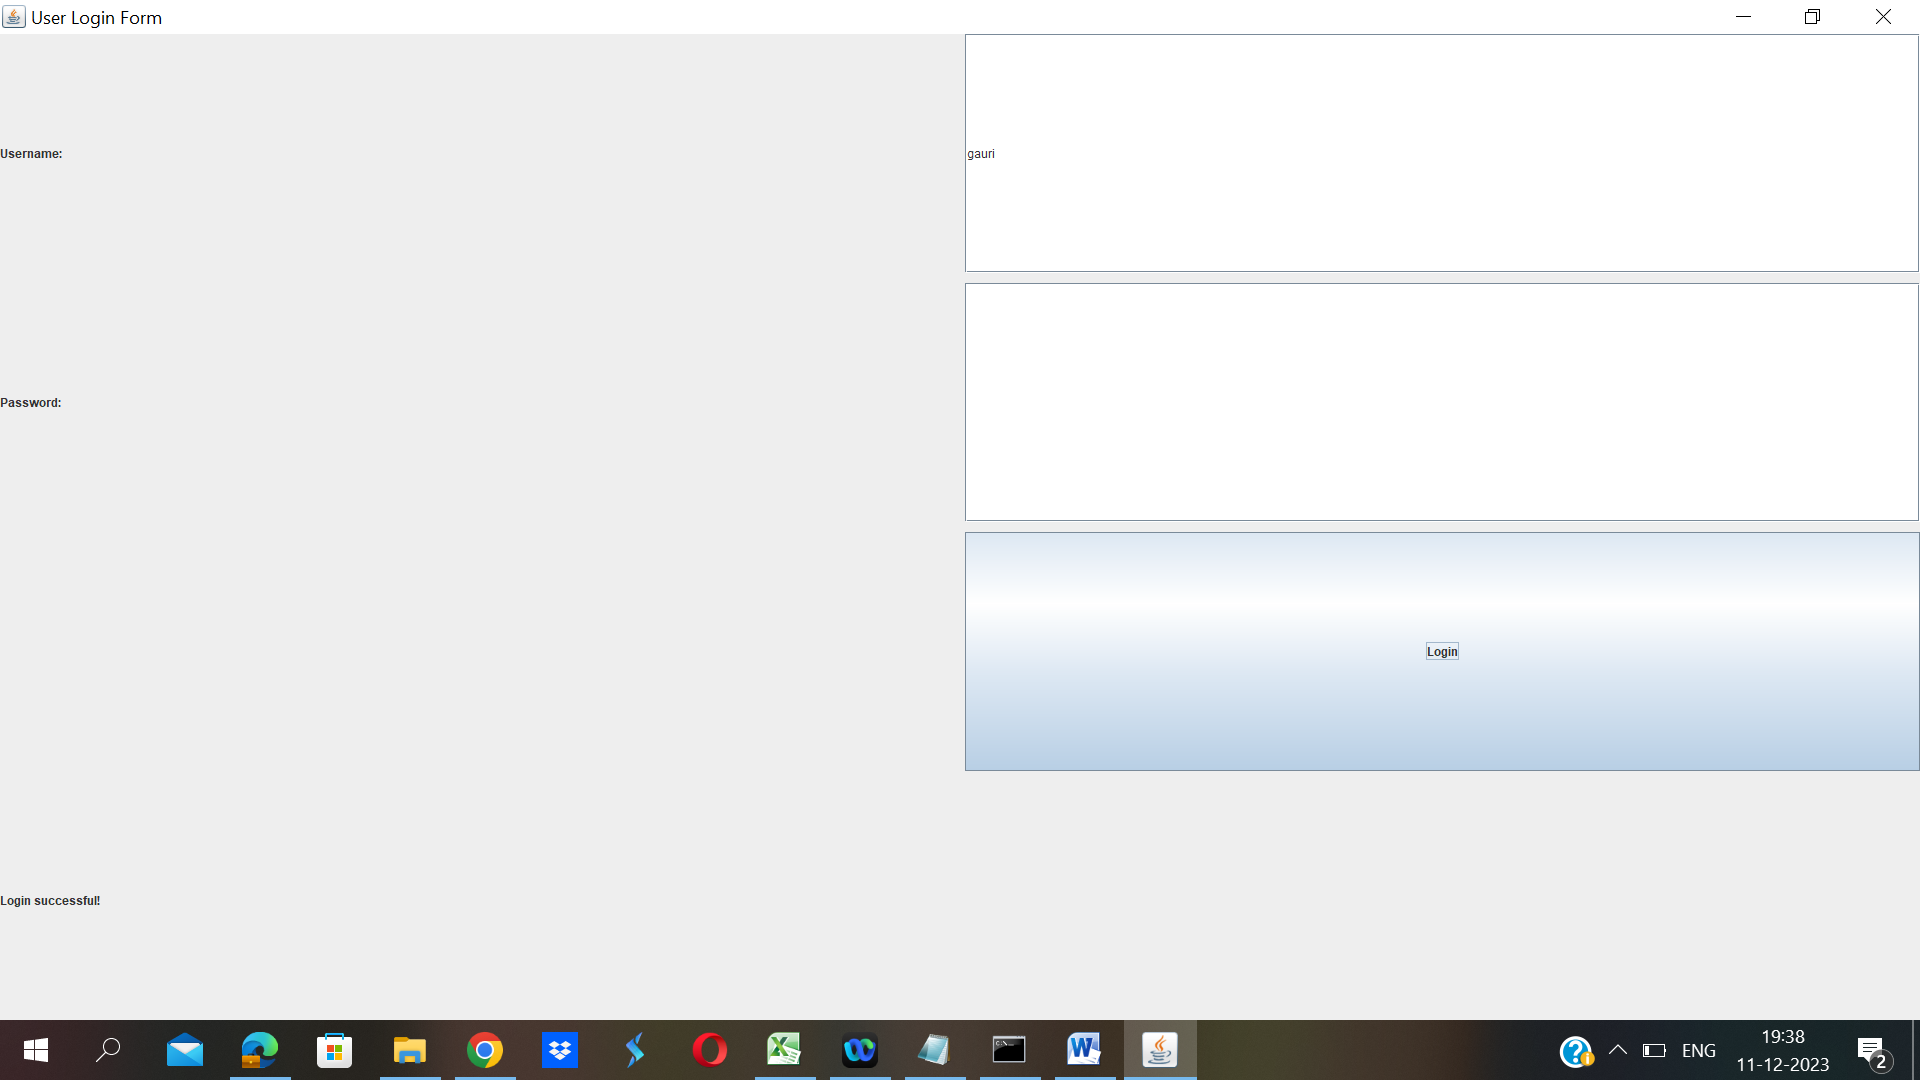 User Login Form
Username:
gauri
Password:
Login
Login successful!
ENG
19:38
11-12-2023
2